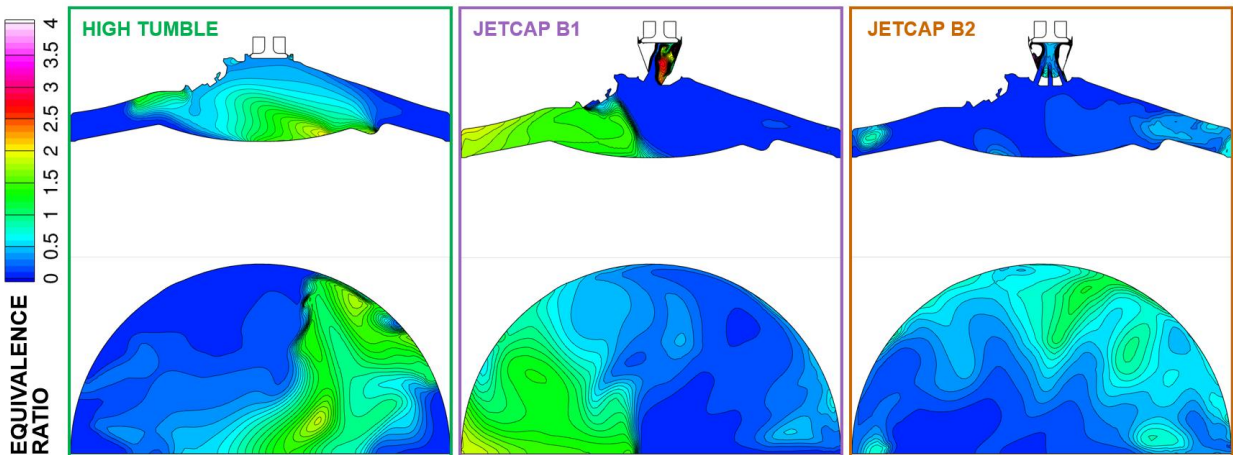 HIGH TUMBLE
JETCAP B1
JETCAP B2
4
3.5
3
2.5
2
1.5
1
0.5
0
EQUIVALENCE
RATIO